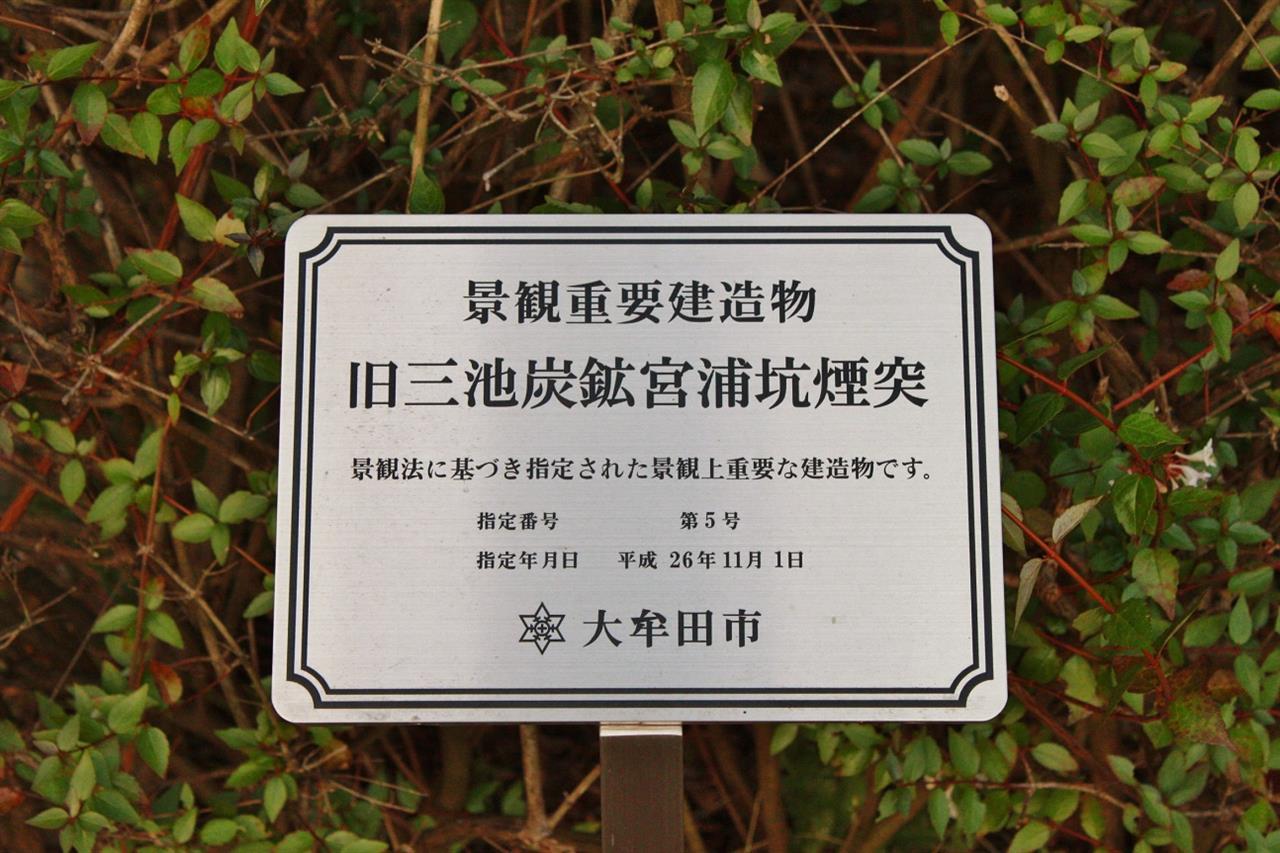 景観重要建造物
旧三池炭鉱宮浦坑煙突
景観法に基づき指定された景観上重要な建造物です。
指定番号 第5号
指定年月日 平成 26年11月 1日
大牟田市